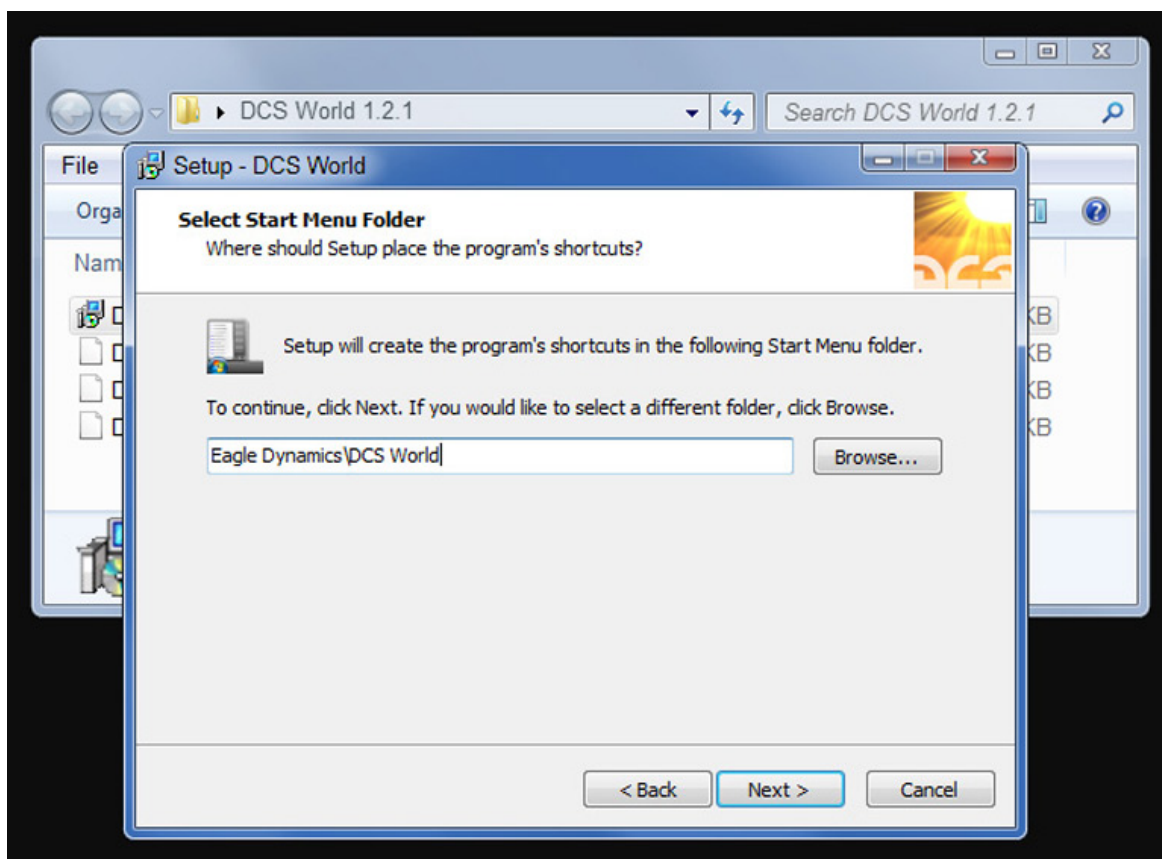 DCS World 1.2.1
Search DCS World 1.2.1
File
Setup - DCS World
Orga
Select Start Menu Folder
Where should Setup place the program's shortcuts?
DCS
Nam
D KB
Setup will create the program's shortcuts in the following Start Menu folder.
D KB
D KB
To continue, click Next. If you would like to select a different folder, click Browse.
D KB
Eagle Dynamics\DCS World
Browse...
< Back Next > Cancel